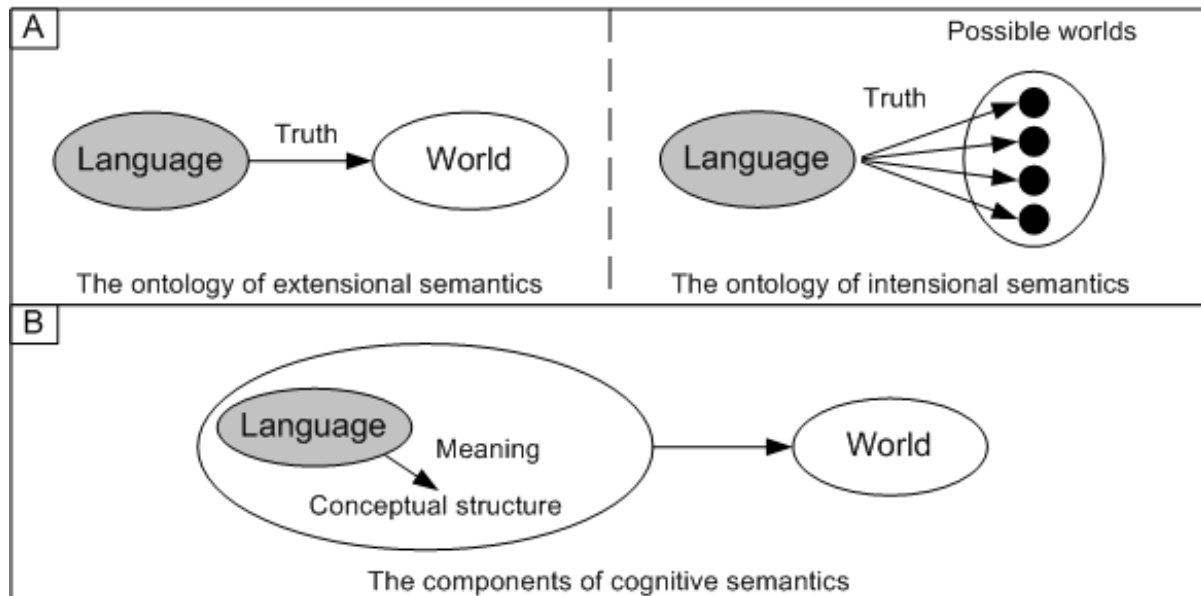 A
Possible worlds
Truth
Language
World
Truth
Language
The ontology of extensional semantics
The ontology of intensional semantics
B
Language
Meaning
Conceptual structure
World
The components of cognitive semantics